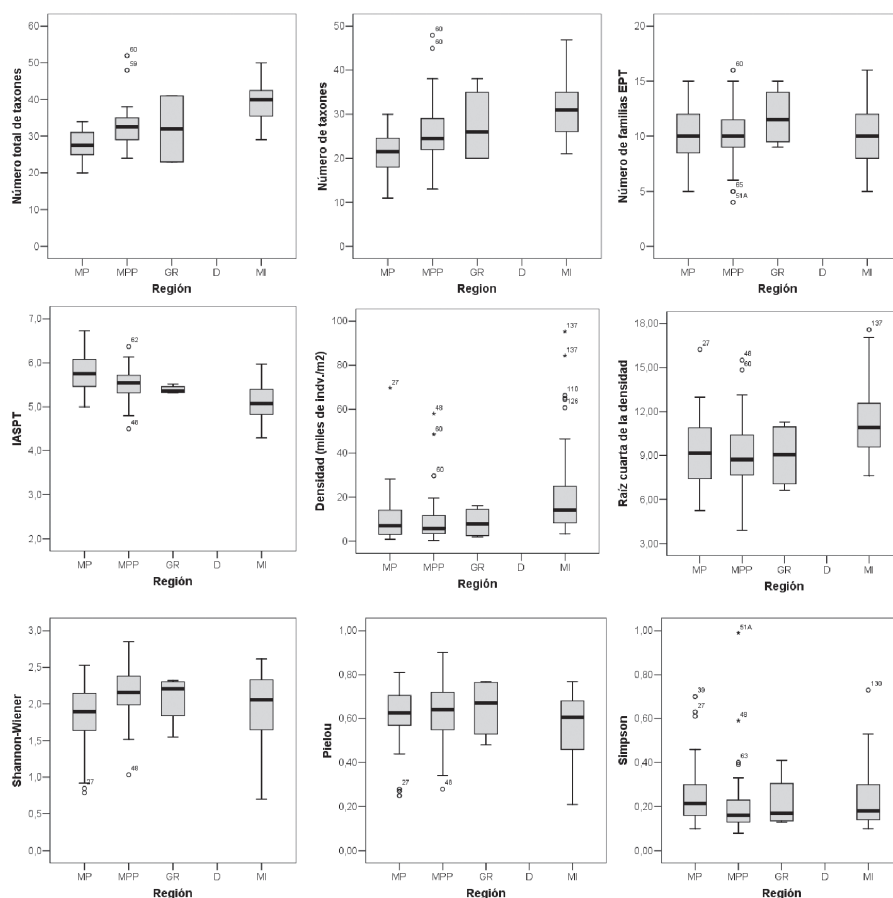 Número total de taxones
60
50
40
30
20
10
0
60
59
MP MPP GR D MI
Región
Número de taxones
50
40
30
20
10
0
60
60
MP MPP GR D MI
Region
Número de familias EPT
20
15
10
5
0
60
65
51A
MP MPP GR D MI
Región
IASPT
7,0
6,0
5,0
4,0
3,0
2,0
62
46
MP MPP GR D MI
Región
Densidad (miles de indv./m2)
100
80
60
40
20
0
27
48
60
60
137
137
126
MP MPP GR D MI
Región
Raíz cuarta de la densidad
18,00
15,00
12,00
9,00
6,00
3,00
27
60
137
MP MPP GR D MI
Región
Shannon-Wiener
3,0
2,5
2,0
1,5
1,0
0,5
0,0
27
MP MPP GR D MI
Región
Pielou
1,00
0,80
0,60
0,40
0,20
0,00
27
MP MPP GR D MI
Región
Simpson
1,00
0,80
0,60
0,40
0,20
0,00
39
27
51A
63
MP MPP GR D MI
Región